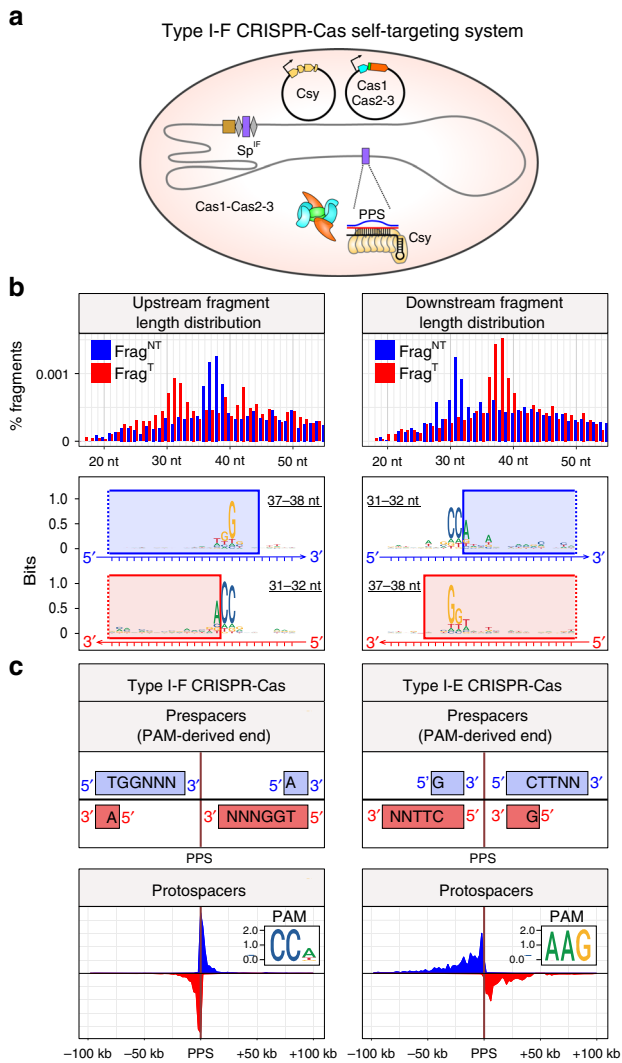 a
Type I-F CRISPR-Cas self-targeting system
Csy
Cas1
Cas2-3
Sp^IF
Cas1-Cas2-3
PPS
Csy
b
Upstream fragment
length distribution
Downstream fragment
length distribution
Frag^NT
Frag^T
Frag^NT
Frag^T
% fragments
0.001
0
20 nt 30 nt 40 nt 50 nt
20 nt 30 nt 40 nt 50 nt
Bits
1.0
0.5
0
37–38 nt
G
5′ 3′
31–32 nt
CCA
5′ 3′
1.0
0.5
0
31–32 nt
ACC
3′ 5′
37–38 nt
GG
3′ 5′
c
Type I-F CRISPR-Cas
Type I-E CRISPR-Cas
Prespacers
(PAM-derived end)
Prespacers
(PAM-derived end)
5′ TGGNNN 3′ 5′ A 3′
3′ A 5′ 3′ NNNGGT 5′
PPS
5′ G 3′ 5′ CTTNN 3′
3′ NNTTC 5′ 3′ G 5′
PPS
Protospacers
Protospacers
PAM
2.0
1.0
0.0
CCA
PAM
2.0
1.0
0.0
AAG
−100 kb −50 kb PPS +50 kb +100 kb
−100 kb −50 kb PPS +50 kb +100 kb